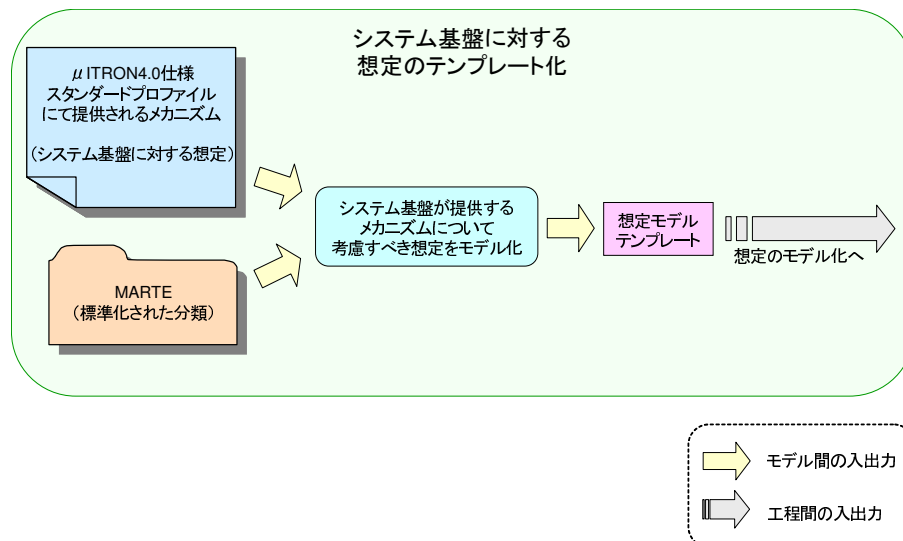 システム基盤に対する
想定のテンプレート化
μITRON4.0仕様
スタンダードプロファイル
にて提供されるメカニズム
（システム基盤に対する想定）
MARTE
（標準化された分類）
システム基盤が提供する
メカニズムについて
考慮すべき想定をモデル化
想定モデル
テンプレート
想定のモデル化へ
モデル間の入出力
工程間の入出力